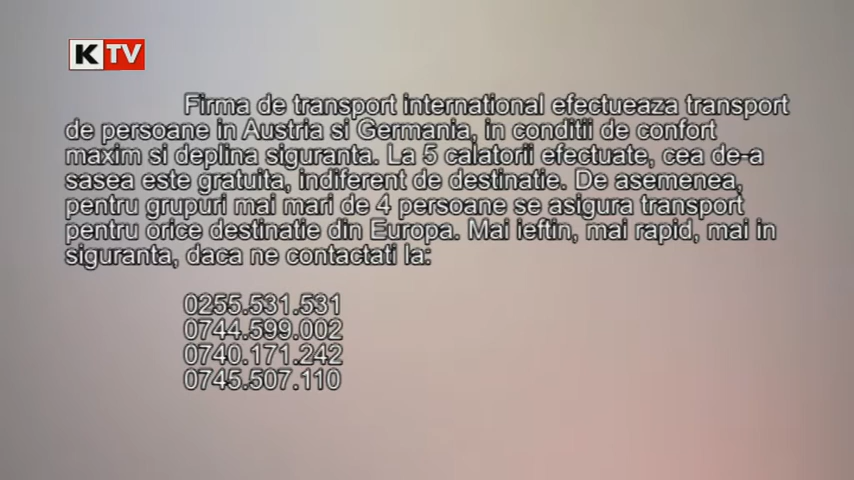 K TV
Firma de transport international efectueaza transport
de persoane in Austria si Germania, in conditii de confort
maxim si deplina siguranta. La 5 calatorii efectuate, cea de-a
sasea este gratuita, indiferent de destinatie. De asemenea,
pentru grupuri mai mari de 4 persoane se asigura transport
pentru orice destinatie din Europa. Mai ieftin, mai rapid, mai in
siguranta, daca ne contactati la:
0255.531.531
0744.599.002
0740.171.242
0745.507.110